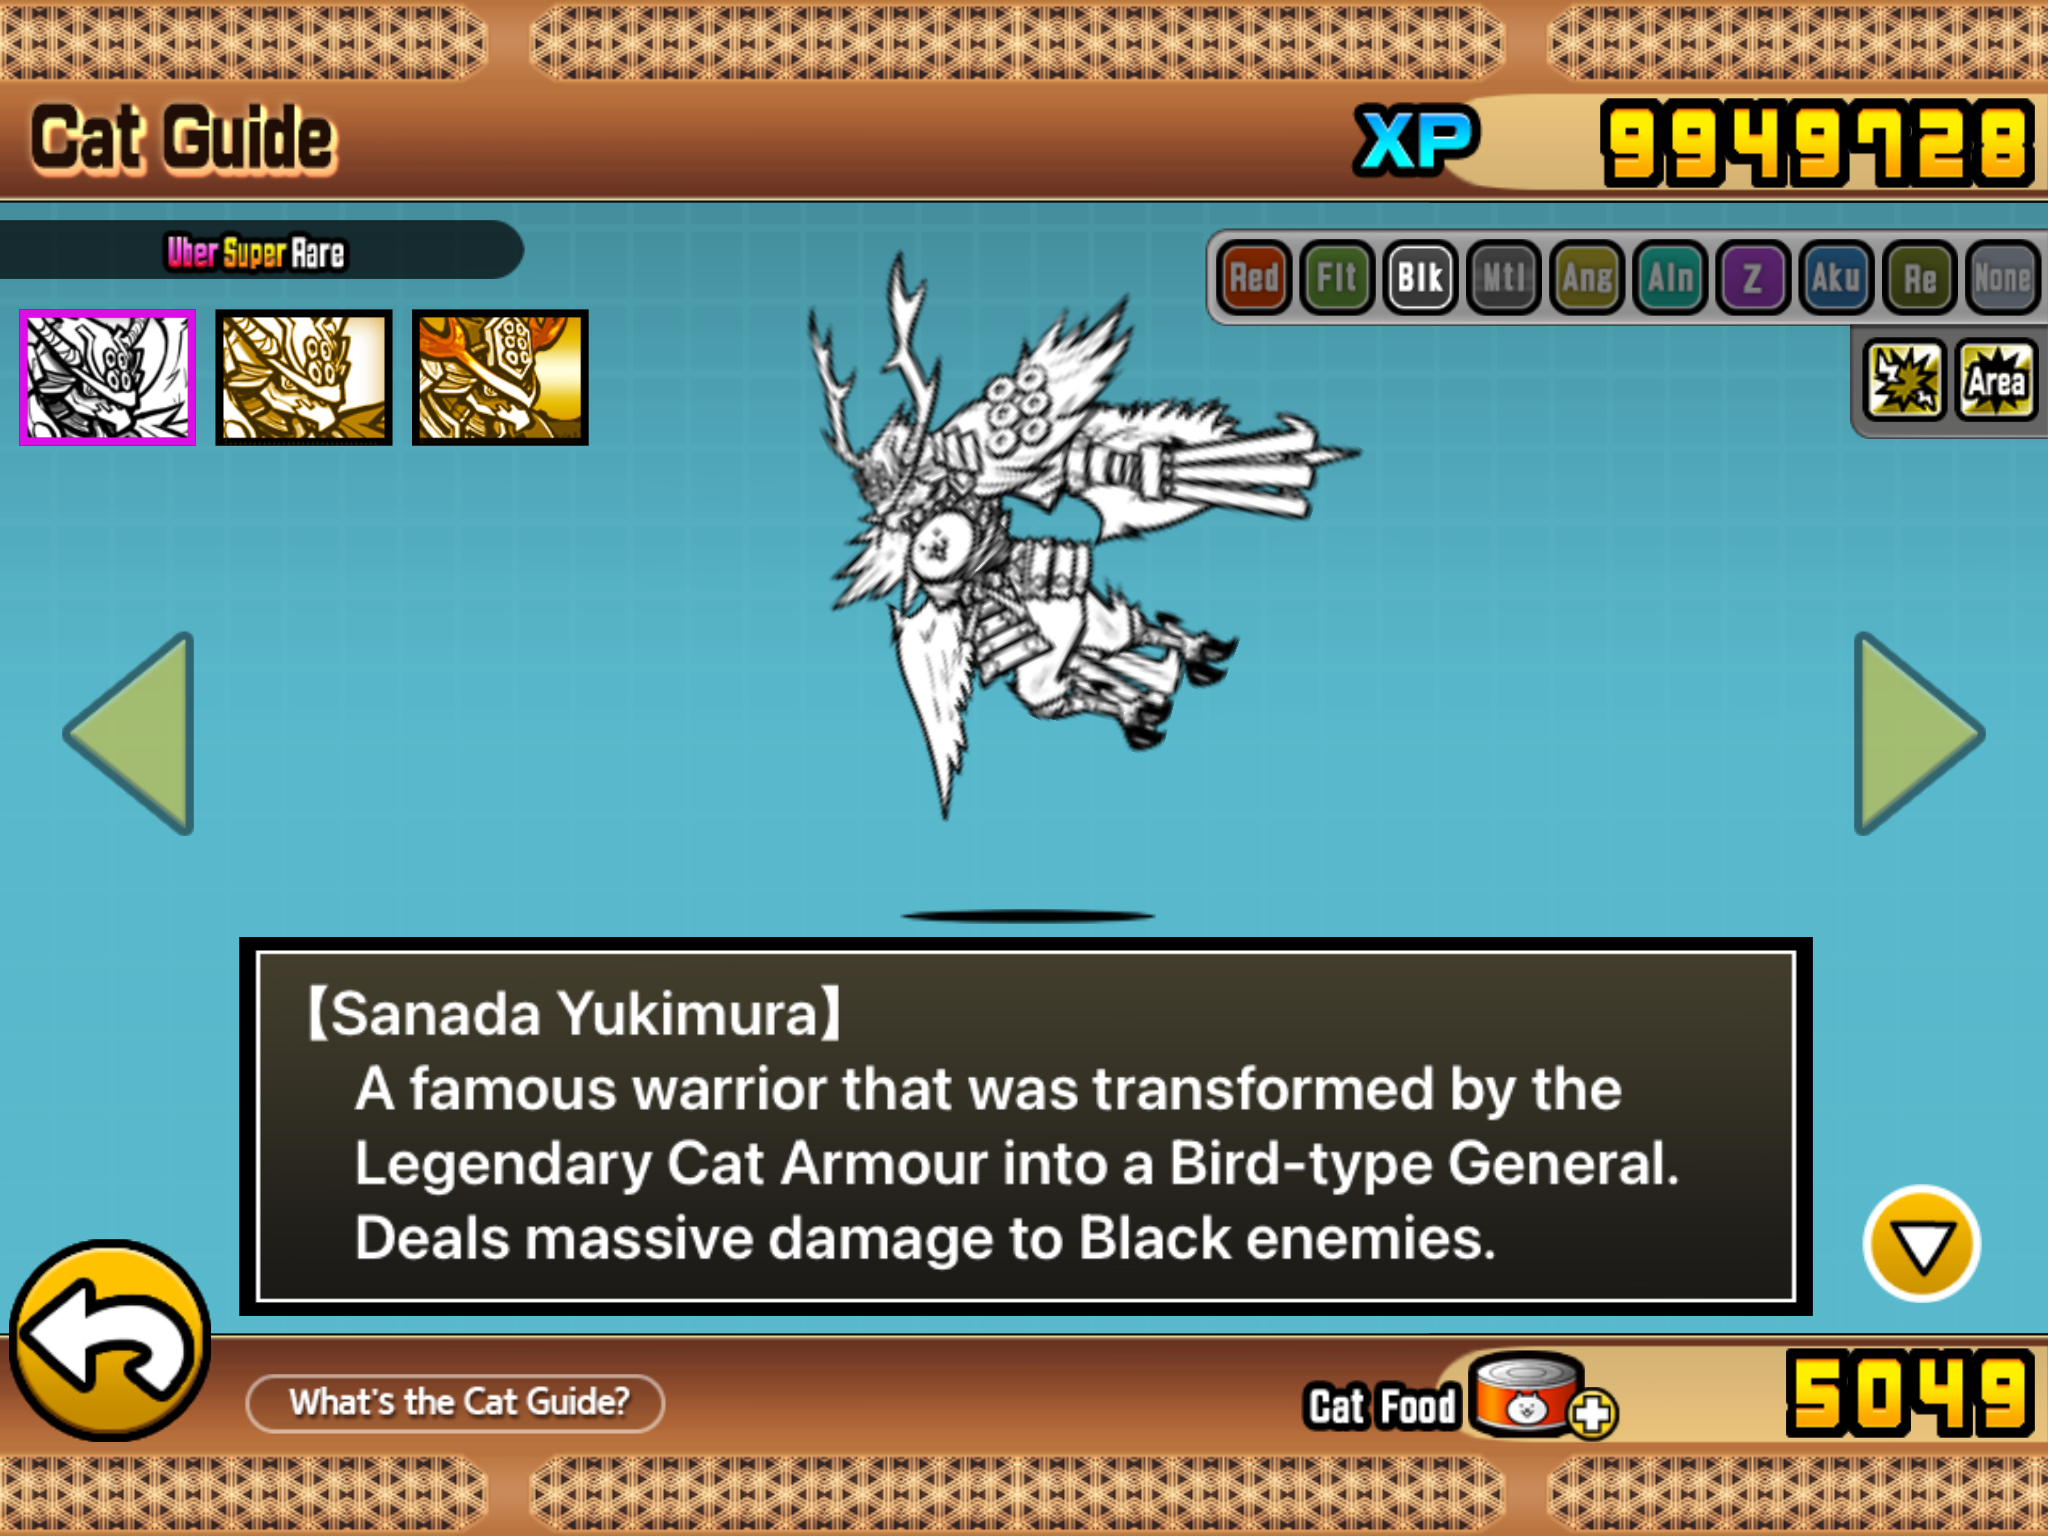 Cat Guide
XP 9949728
Uber Super Rare
Red Flt Blk Mtl Ang Aln Z Aku Re None
Area
【Sanada Yukimura】
A famous warrior that was transformed by the
Legendary Cat Armour into a Bird-type General.
Deals massive damage to Black enemies.
What's the Cat Guide?
Cat Food 5049